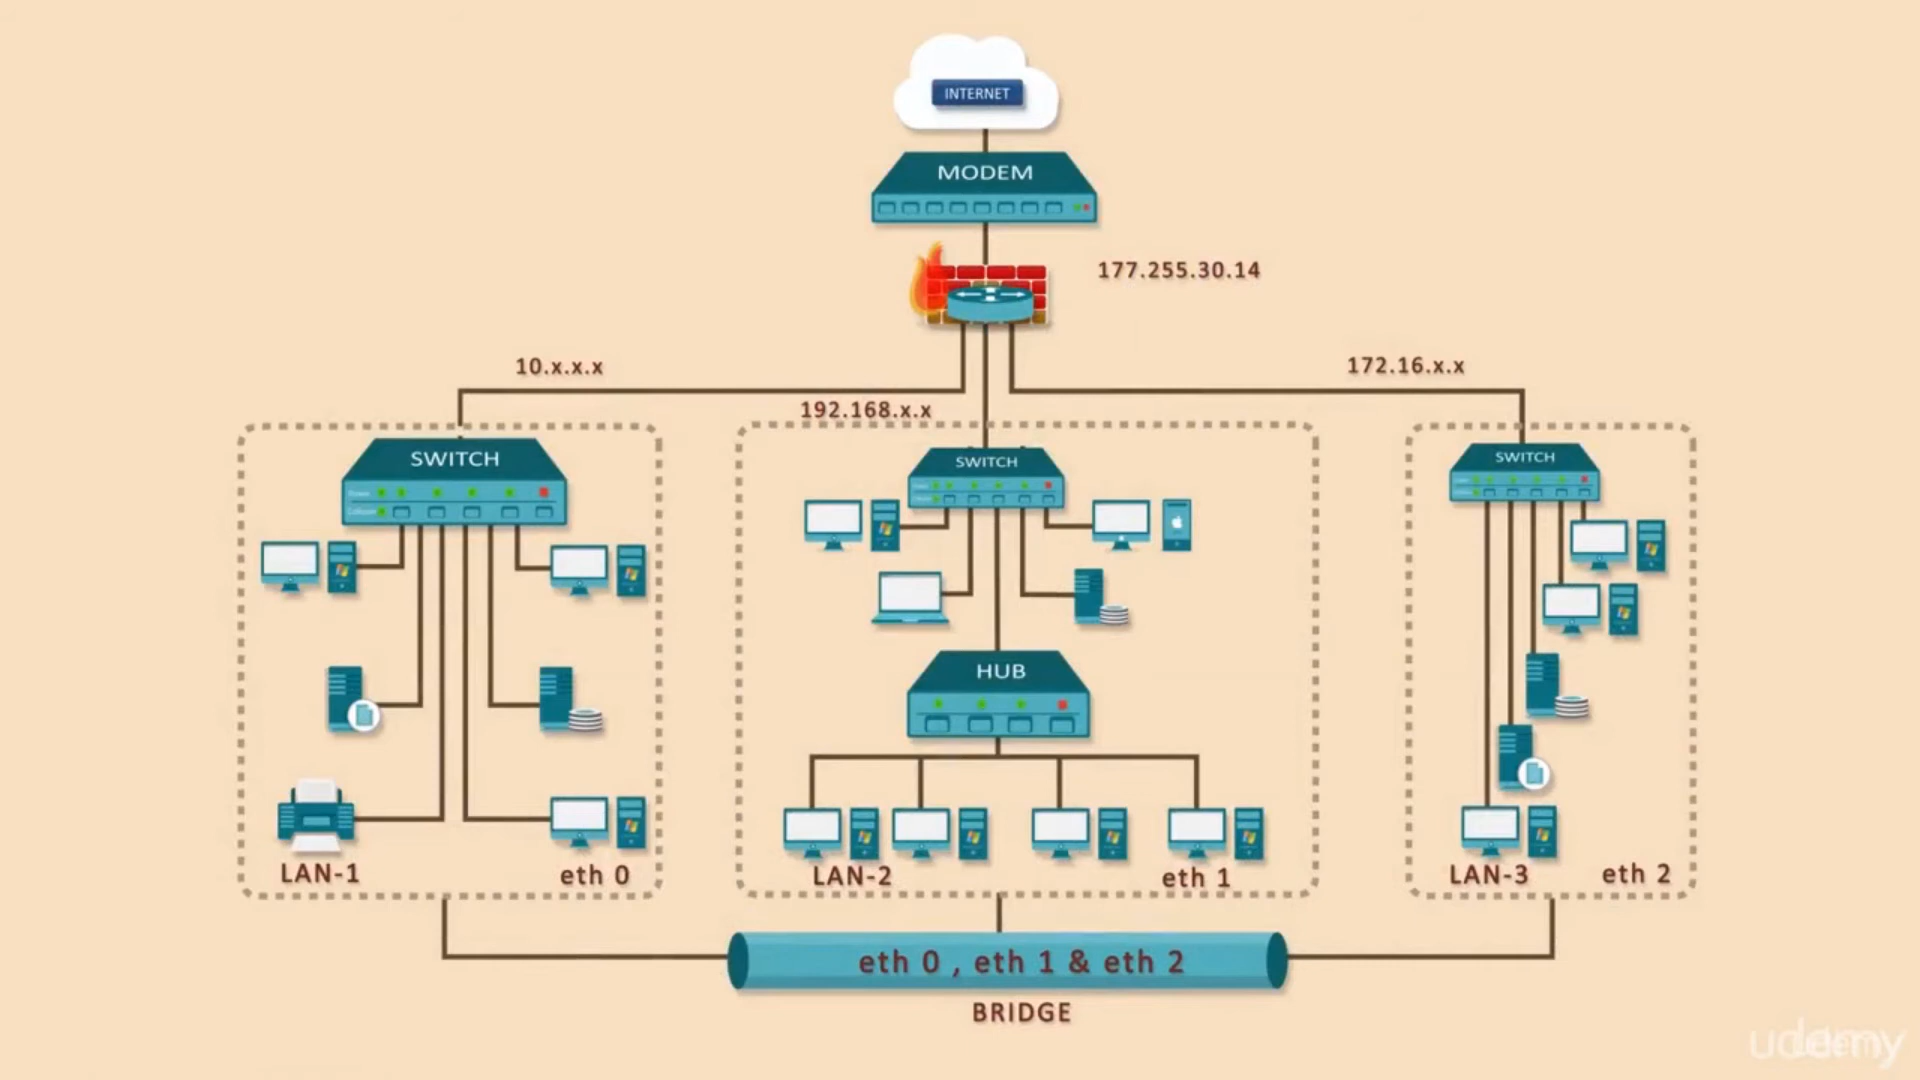 INTERNET
MODEM
177.255.30.14
10.x.x.x
172.16.x.x
192.168.x.x
SWITCH
SWITCH
SWITCH
HUB
LAN-1
eth 0
LAN-2
eth 1
LAN-3
eth 2
eth 0 , eth 1 & eth 2
BRIDGE
udemy